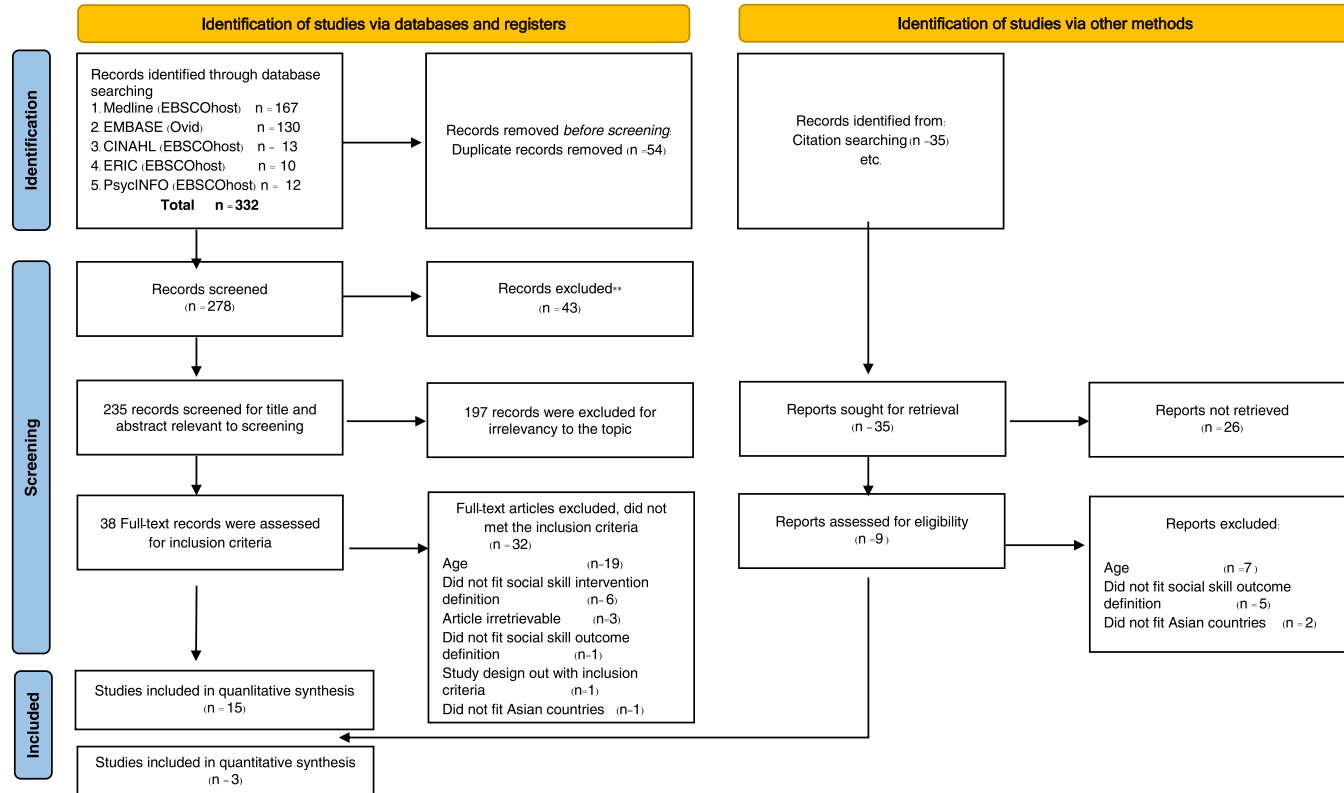 Identification of studies via databases and registers
Identification of studies via other methods
Identification
Records identified through database
searching
1. Medline (EBSCOhost) n = 167
2. EMBASE (Ovid) n = 130
3. CINAHL (EBSCOhost) n – 13
4. ERIC (EBSCOhost) n = 10
5. PsycINFO (EBSCOhost) n = 12
Total n = 332
Records removed before screening:
Duplicate records removed (n =54)
Records identified from:
Citation searching (n –35)
etc.
Screening
Records screened
(n = 278)
Records excluded**
(n = 43)
235 records screened for title and
abstract relevant to screening
197 records were excluded for
irrelevancy to the topic
Reports sought for retrieval
(n – 35)
Reports not retrieved
(n = 26)
38 Full-text records were assessed
for inclusion criteria
Full-text articles excluded, did not
met the inclusion criteria
(n = 32)
Age (n–19)
Did not fit social skill intervention
definition (n– 6)
Article irretrievable (n=3)
Did not fit social skill outcome
definition (n–1)
Study design out with inclusion
criteria (n=1)
Did not fit Asian countries (n–1)
Reports assessed for eligibility
(n =9)
Reports excluded:
Age (n =7)
Did not fit social skill outcome
definition (n = 5)
Did not fit Asian countries (n = 2)
Included
Studies included in quanlitative synthesis
(n = 15)
Studies included in quantitative synthesis
(n – 3)